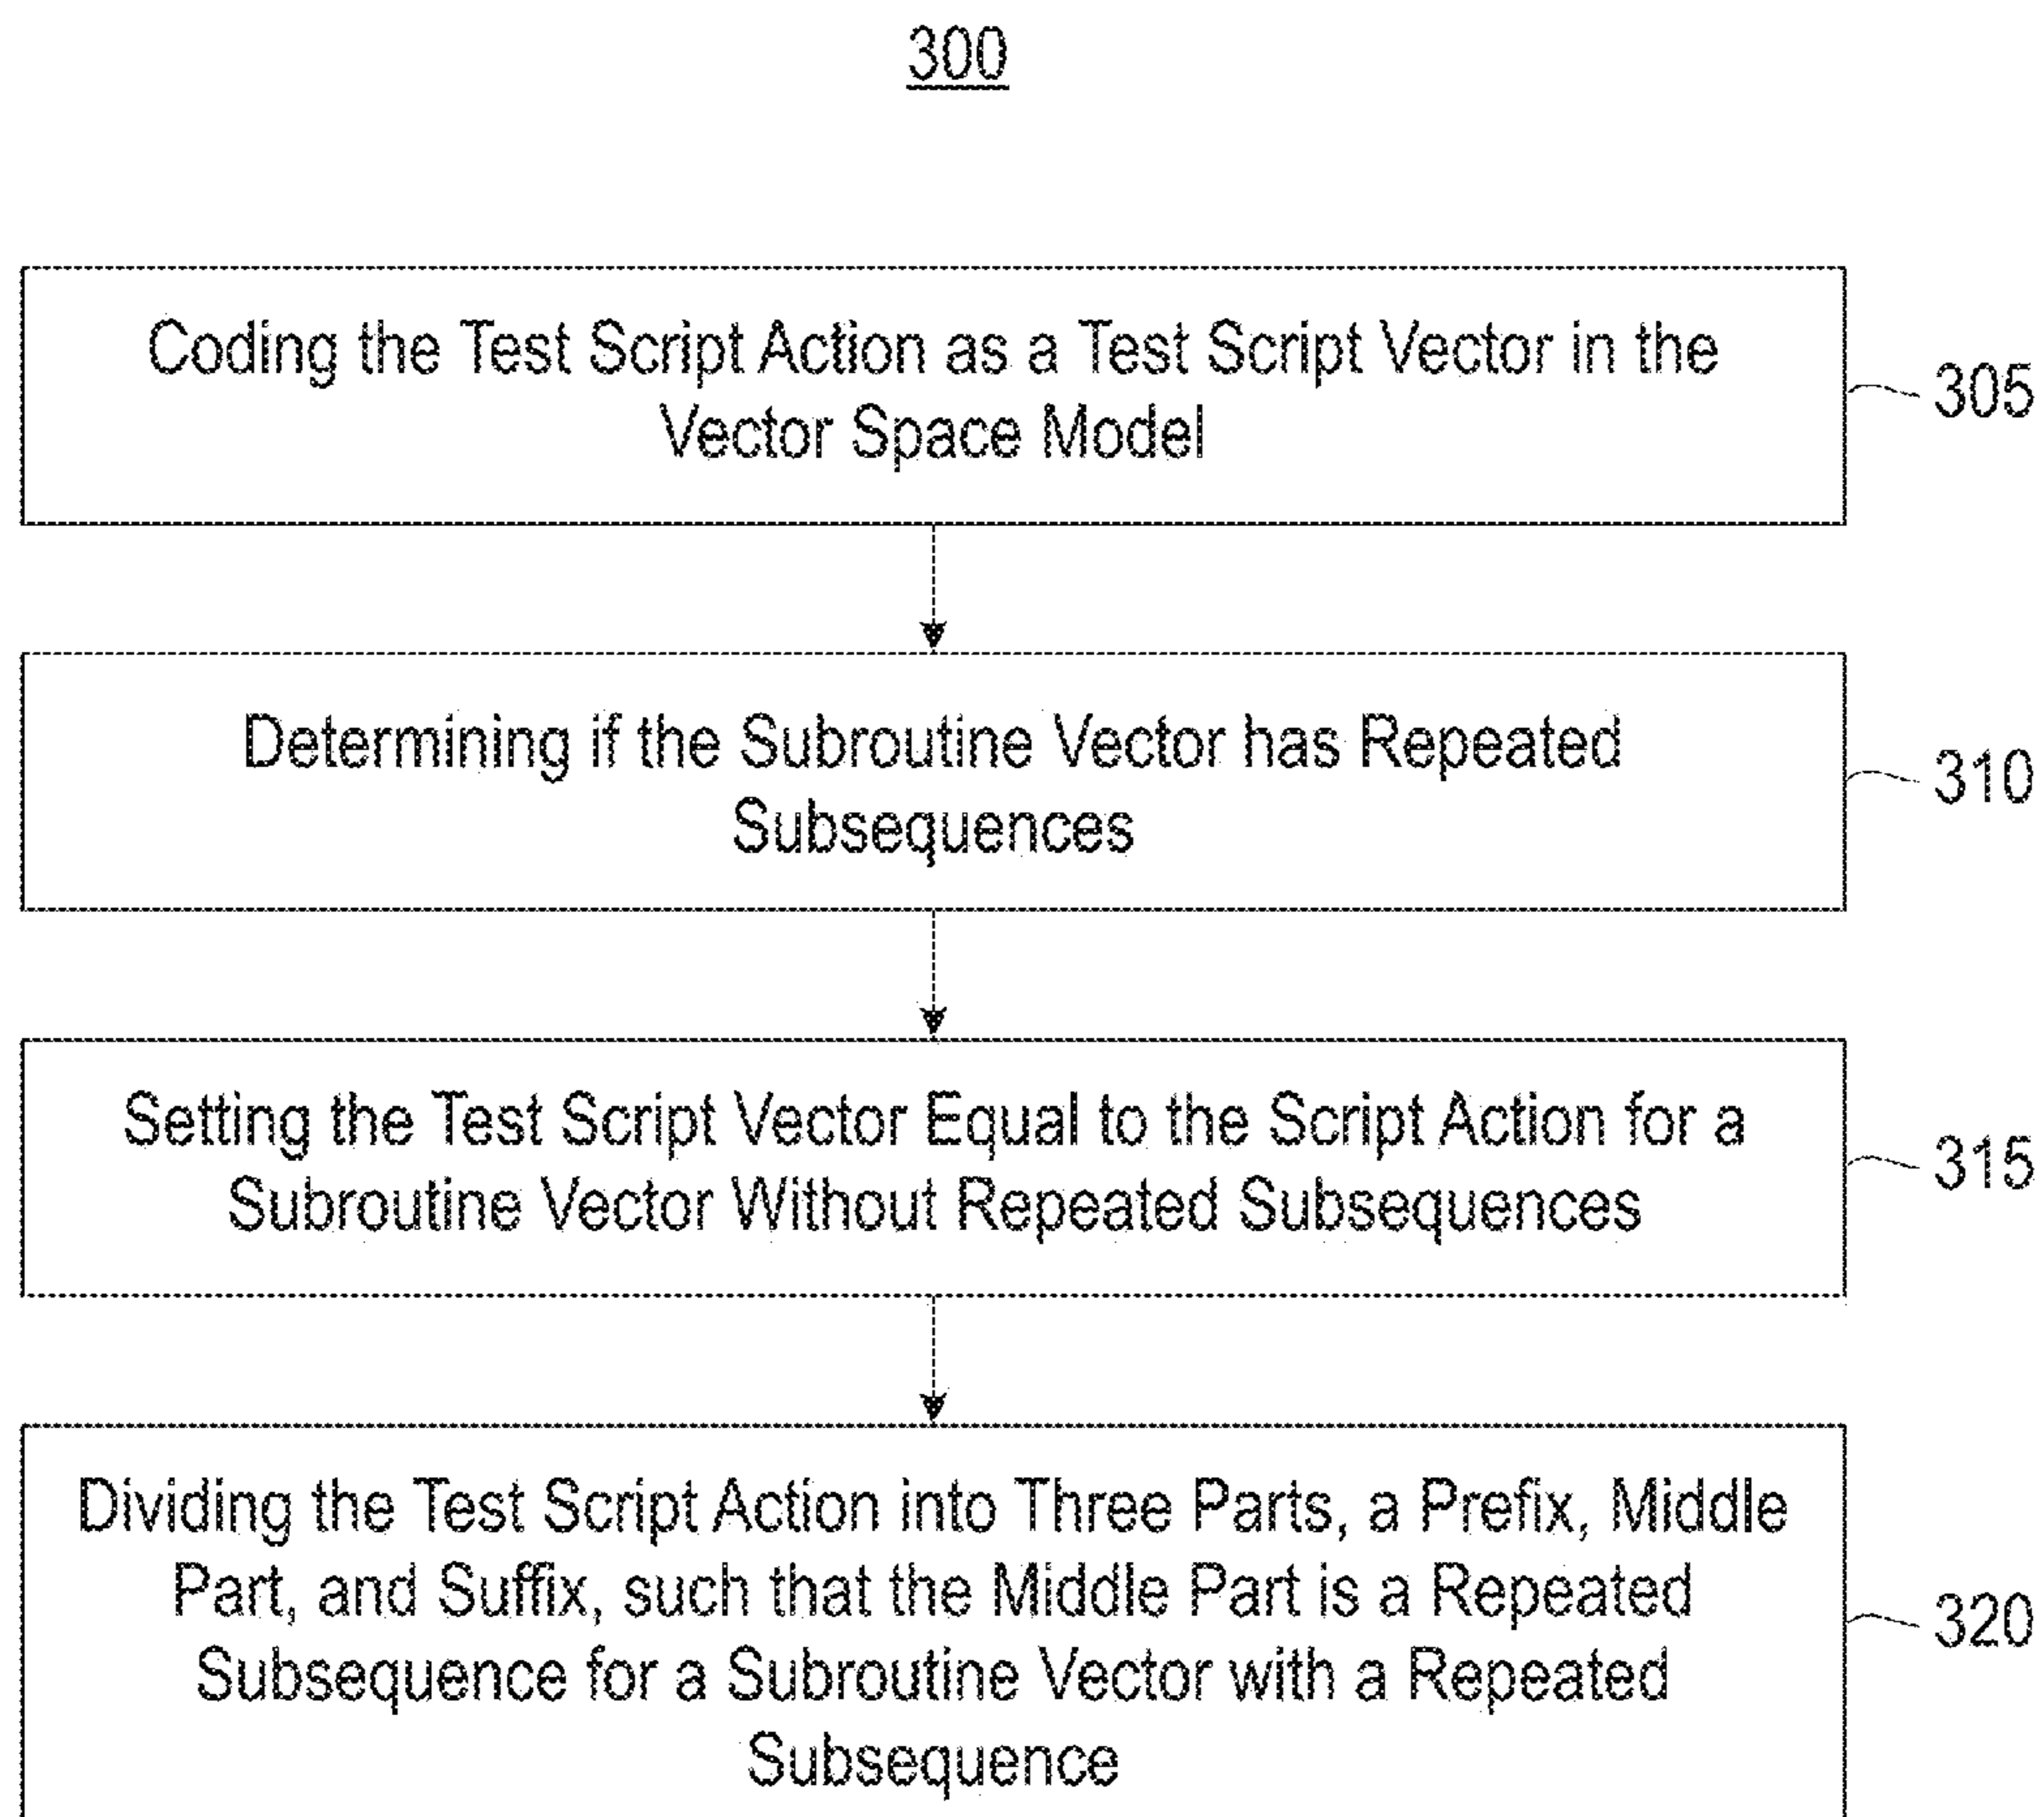 300
Coding the Test Script Action as a Test Script Vector in the
Vector Space Model
305
Determining if the Subroutine Vector has Repeated
Subsequences
310
Setting the Test Script Vector Equal to the Script Action for a
Subroutine Vector Without Repeated Subsequences
315
Dividing the Test Script Action into Three Parts, a Prefix, Middle
Part, and Suffix, such that the Middle Part is a Repeated
Subsequence for a Subroutine Vector with a Repeated
Subsequence
320